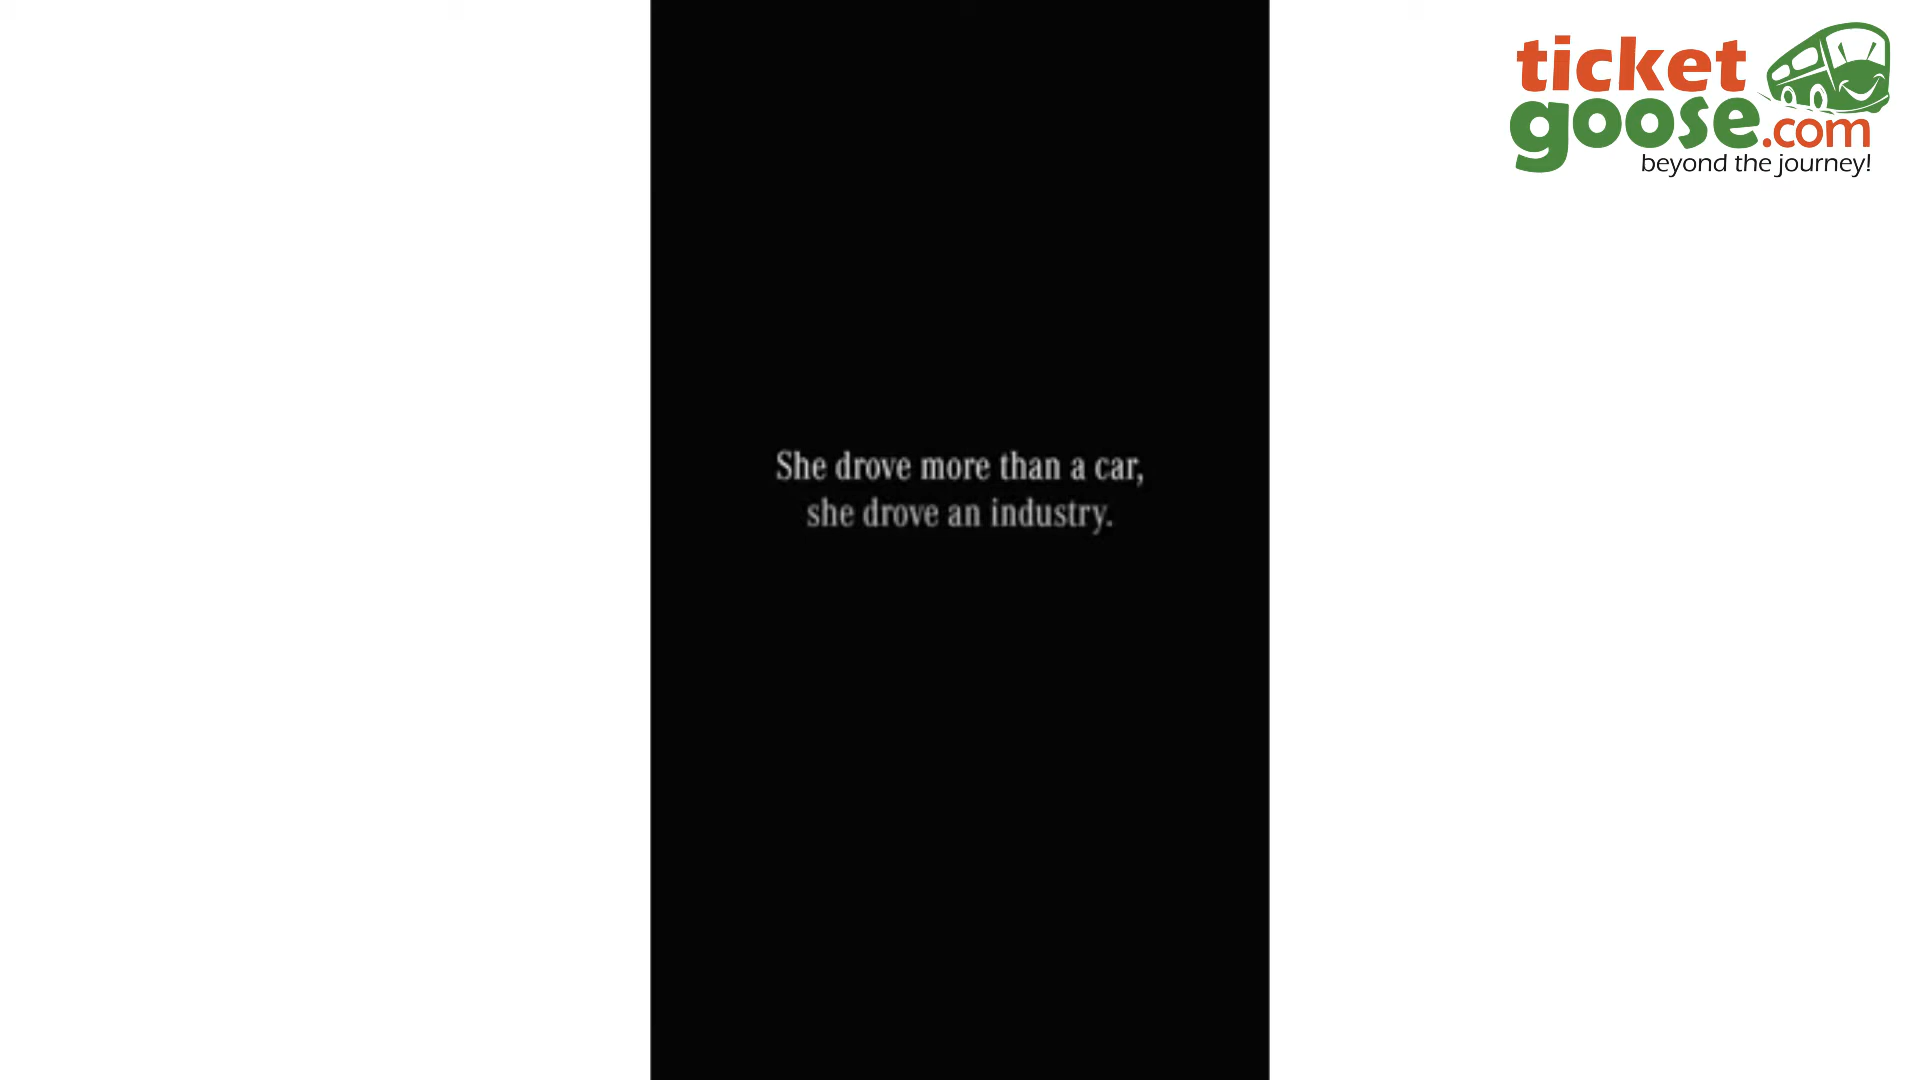 ticket
goose.com
beyond the journey!
She drove more than a car,
she drove an industry.